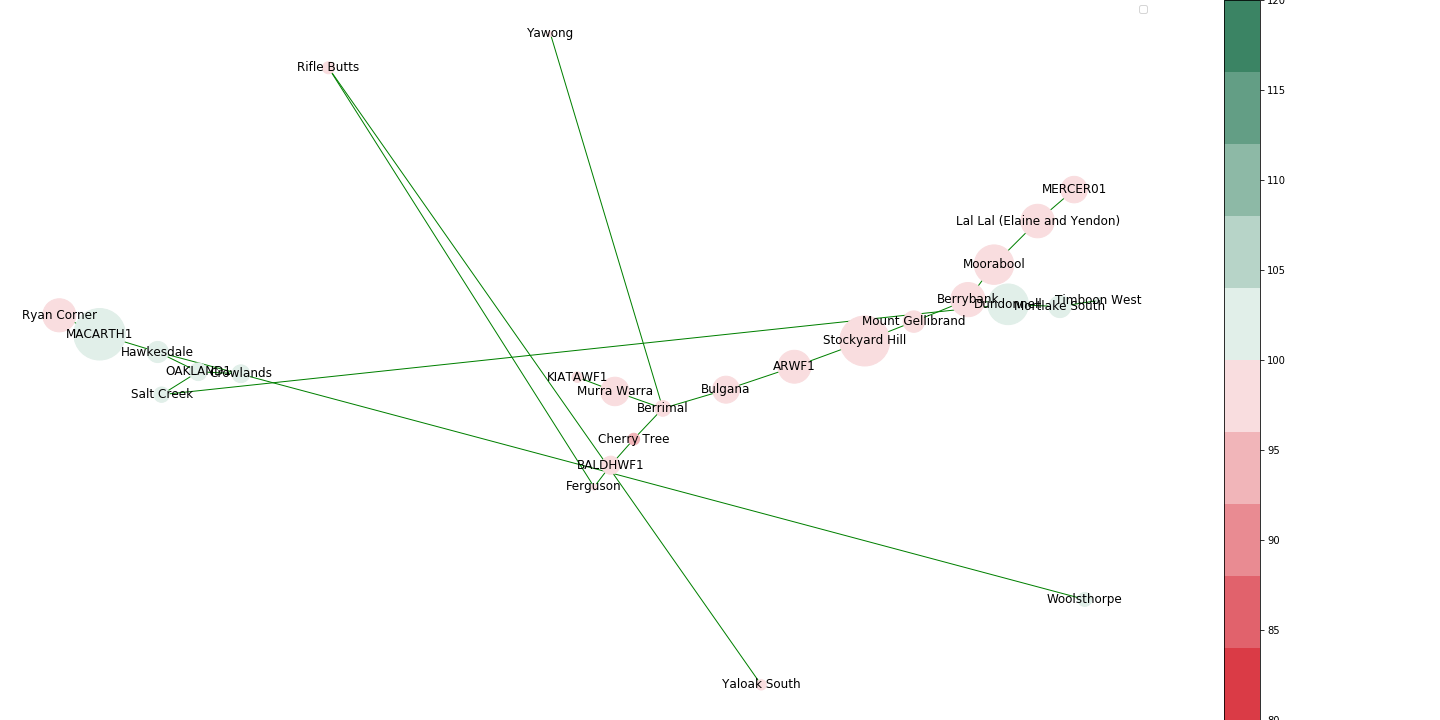 120
Yawong
Rifle Butts
115
110
MERCER01
Lal Lal (Elaine and Yendon)
105
Moorabool
Berrybank
Dundonnell
Mortlake South
Timboon West
Ryan Corner
Mount Gellibrand
MACARTH1
Stockyard Hill
Hawkesdale
100
ARWF1
OAKLAND1
Crowlands
KIATAWF1
Murra Warra
Bulgana
Salt Creek
Berrimal
Cherry Tree
95
BALDHWF1
Ferguson
90
Woolsthorpe
85
Yaloak South
80